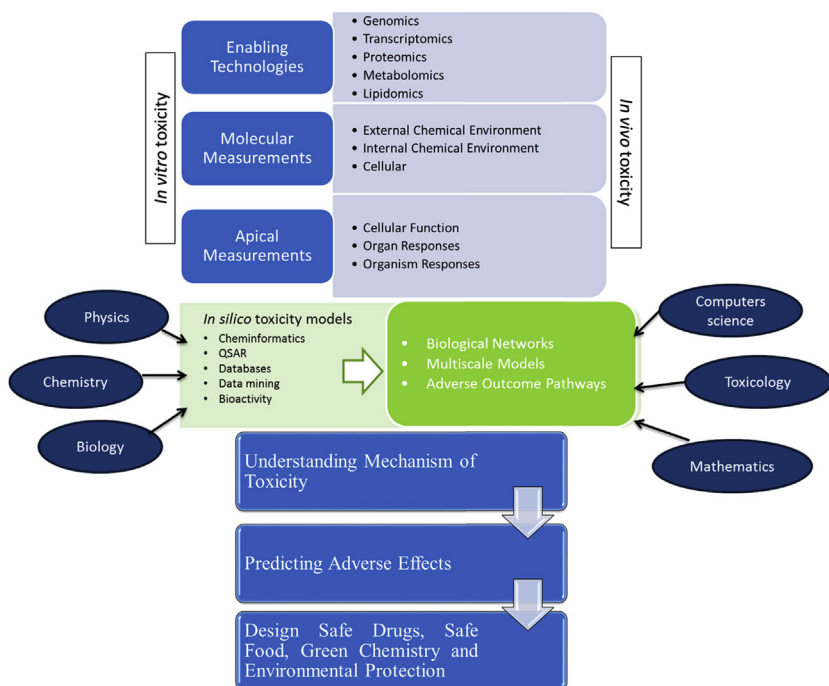 Enabling
Technologies
• Genomics
• Transcriptomics
• Proteomics
• Metabolomics
• Lipidomics
In vitro toxicity
In vivo toxicity
Molecular
Measurements
• External Chemical Environment
• Internal Chemical Environment
• Cellular
Apical
Measurements
• Cellular Function
• Organ Responses
• Organism Responses
Physics
Chemistry
Biology
In silico toxicity models
• Cheminformatics
• QSAR
• Databases
• Data mining
• Bioactivity
• Biological Networks
• Multiscale Models
• Adverse Outcome Pathways
Computers
science
Toxicology
Mathematics
Understanding Mechanism of
Toxicity
Predicting Adverse Effects
Design Safe Drugs, Safe
Food, Green Chemistry and
Environmental Protection